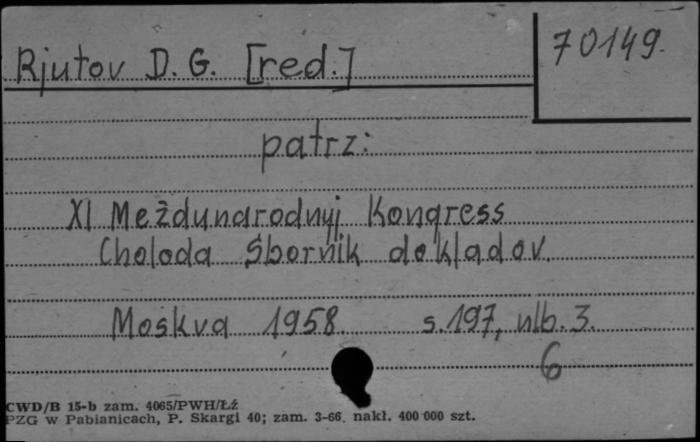 Rjutov D. G. [red.]
70149.
patrz:
XI Meždunarodnyj Kongress
Choloda Sbornik dokladov.
Moskva 1958. s. 197, nlb. 3.
6
CWD/B 15-b zam. 4065/PWH/Łź
PZG w Pabianicach, P. Skargi 40; zam. 3-66. nakł. 400 000 szt.